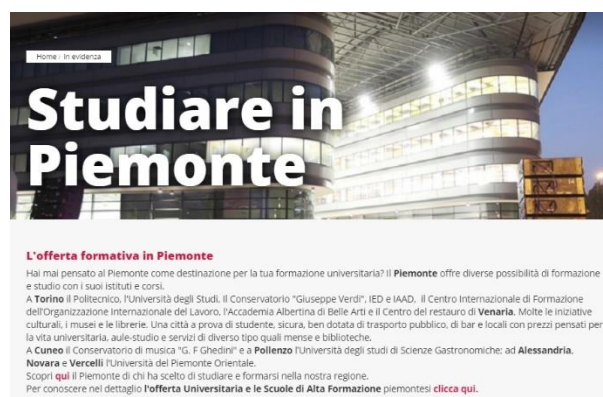 Home / In evidenza
Studiare in
Piemonte
L'offerta formativa in Piemonte
Hai mai pensato al Piemonte come destinazione per la tua formazione universitaria? Il Piemonte offre diverse possibilità di formazione
e studio con i suoi istituti e corsi.
A Torino il Politecnico, l'Università degli Studi, il Conservatorio "Giuseppe Verdi", IED e IAAD, il Centro Internazionale di Formazione
dell'Organizzazione Internazionale del Lavoro, l'Accademia Albertina di Belle Arti e il Centro del restauro di Venaria. Molte le iniziative
culturali, i musei e le librerie. Una città a prova di studente, sicura, ben dotata di trasporto pubblico, di bar e locali con prezzi pensati per
la vita universitaria, aule-studio e servizi di diverso tipo quali mense e biblioteche.
A Cuneo il Conservatorio di musica "G. F Ghedini" e a Pollenzo l'Università degli studi di Scienze Gastronomiche; ad Alessandria,
Novara e Vercelli l'Università del Piemonte Orientale.
Scopri qui il Piemonte di chi ha scelto di studiare e formarsi nella nostra regione.
Per conoscere nel dettaglio l'offerta Universitaria e le Scuole di Alta Formazione piemontesi clicca qui.